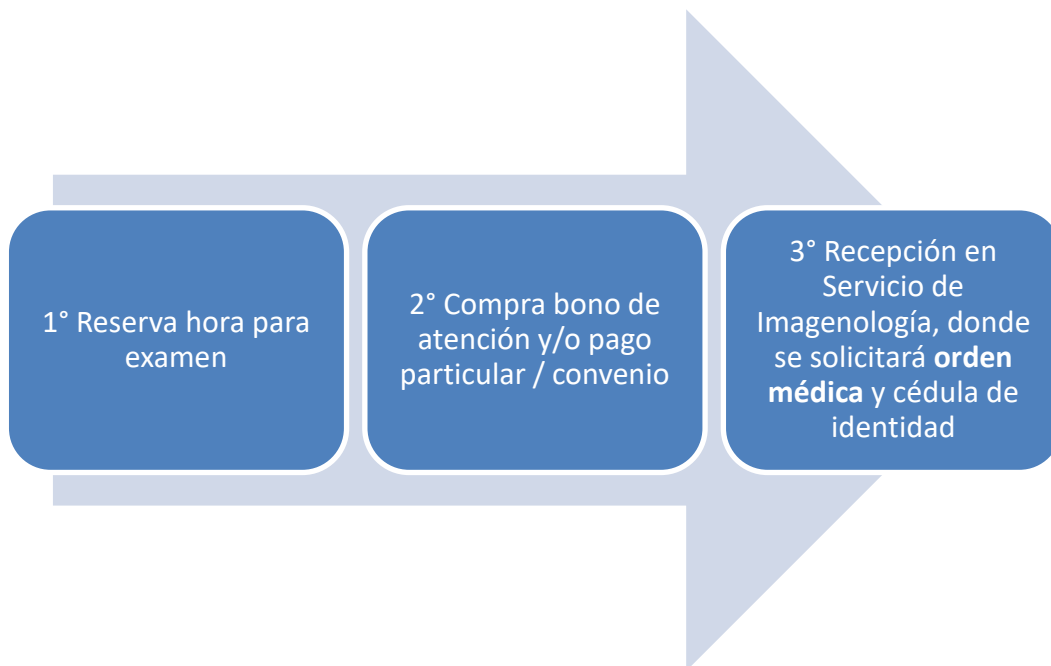 1° Reserva hora para
examen
2° Compra bono de
atención y/o pago
particular / convenio
3° Recepción en
Servicio de
Imagenología, donde
se solicitará orden
médica y cédula de
identidad